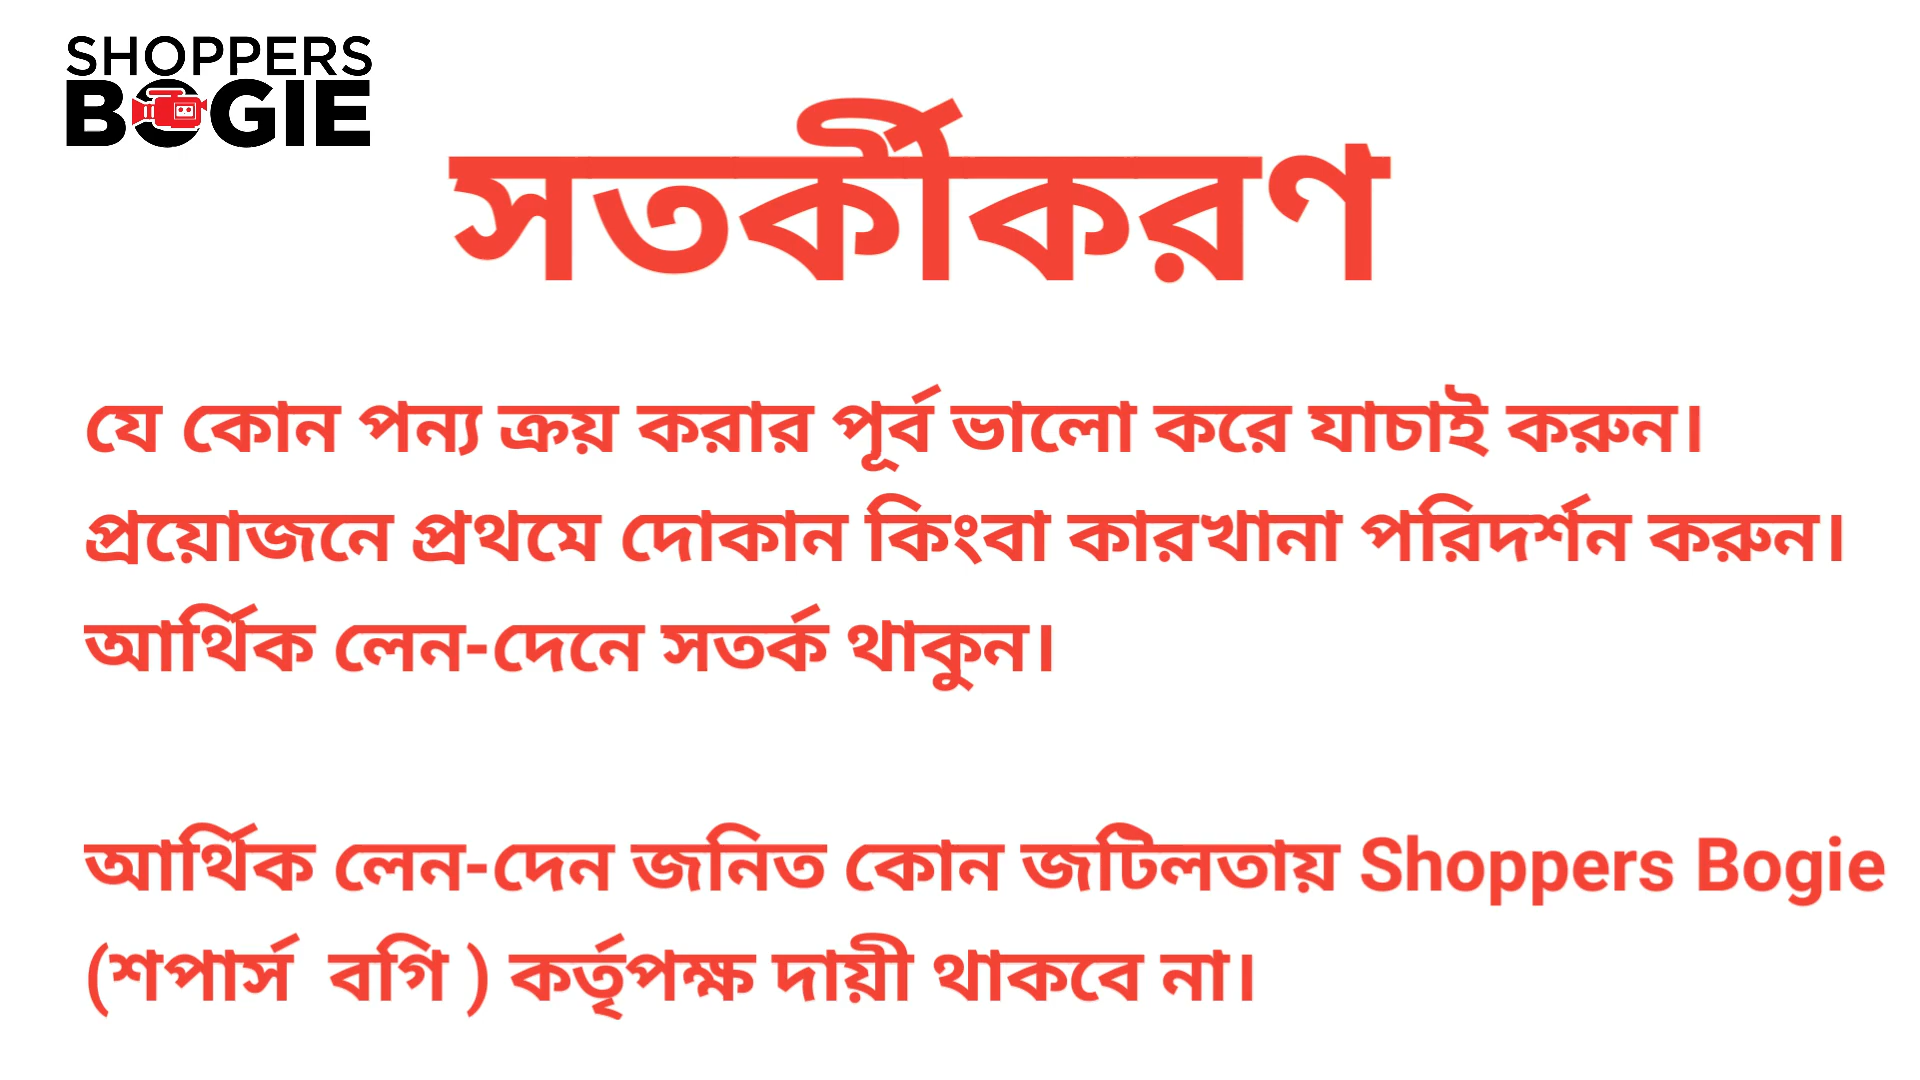 SHOPPERS
BOGIE
সতর্কীকরণ
যে কোন পন্য ক্রয় করার পূর্ব ভালো করে যাচাই করুন।
প্রয়োজনে প্রথমে দোকান কিংবা কারখানা পরিদর্শন করুন।
আর্থিক লেন-দেনে সতর্ক থাকুন।
আর্থিক লেন-দেন জনিত কোন জটিলতায় Shoppers Bogie
(শপার্স বগি ) কর্তৃপক্ষ দায়ী থাকবে না।